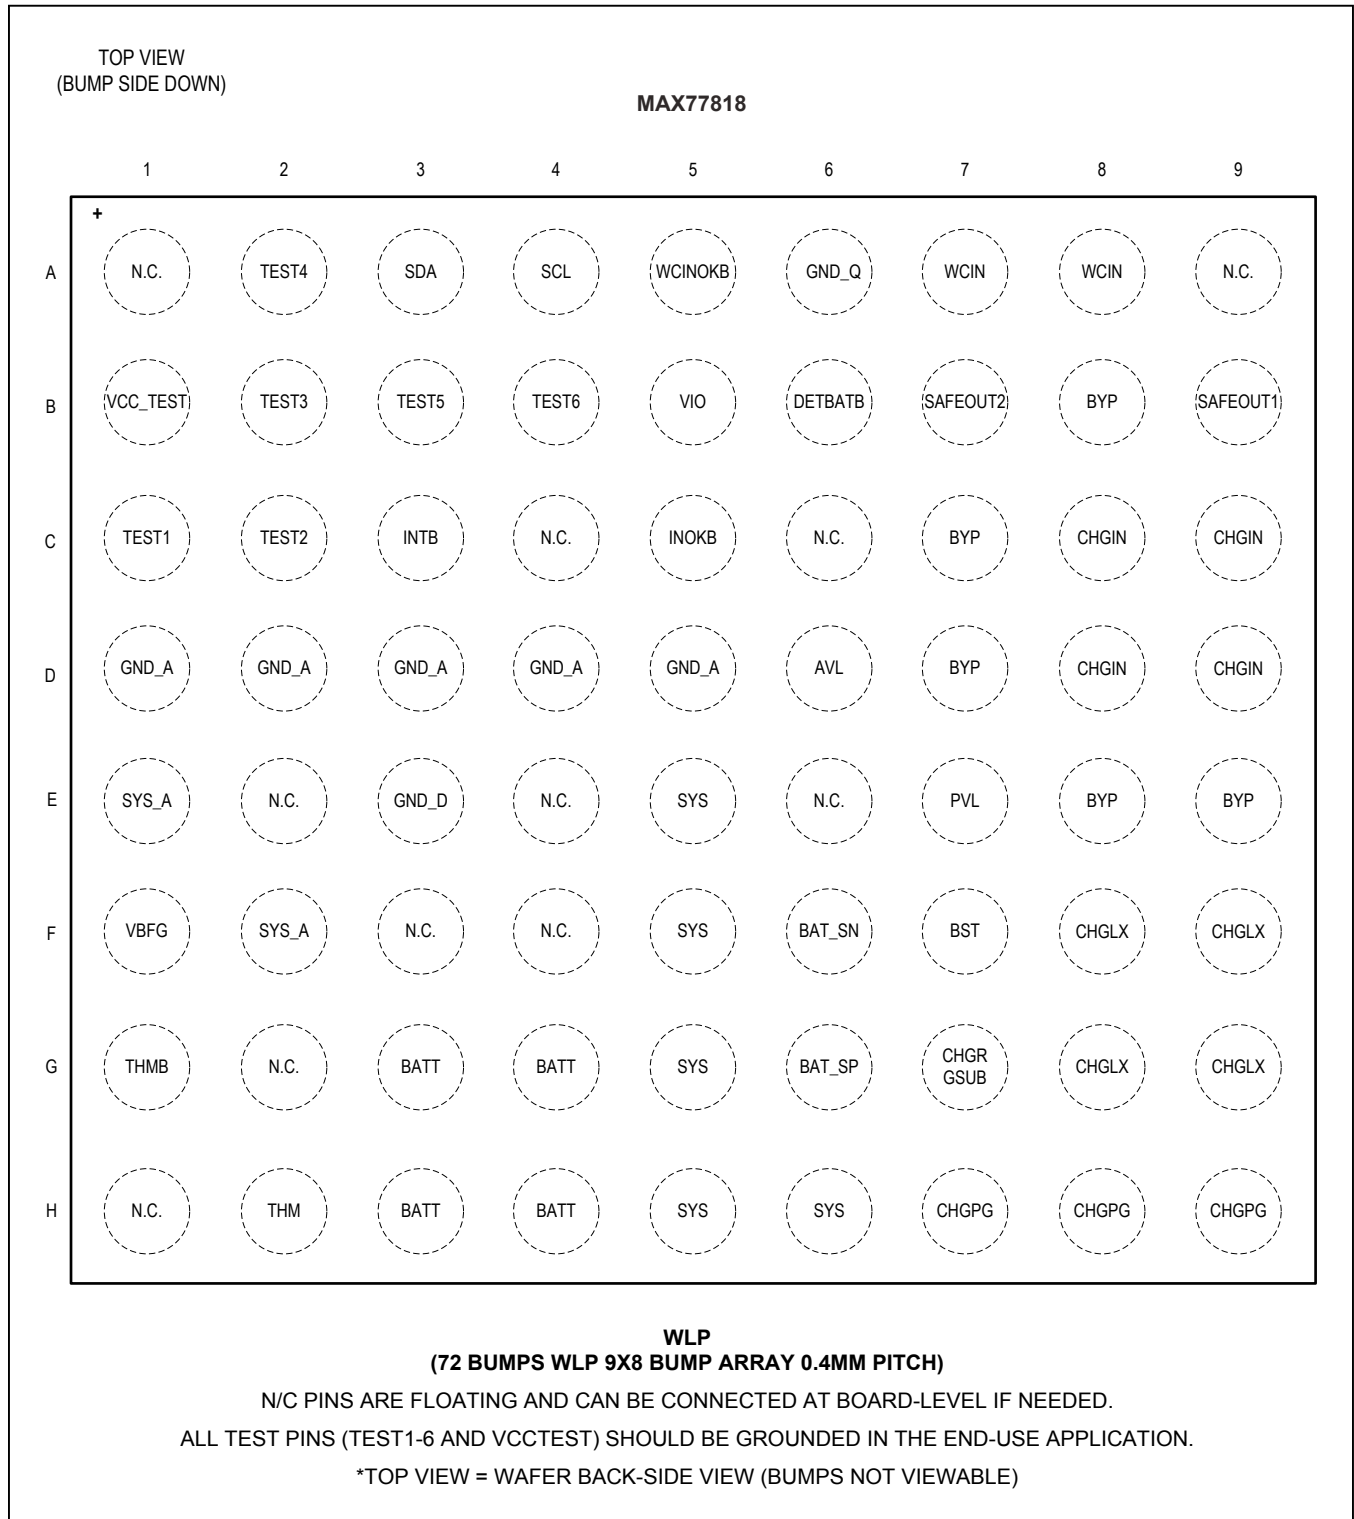 TOP VIEW
(BUMP SIDE DOWN)
MAX77818
1 2 3 4 5 6 7 8 9
+
A N.C. TEST4 SDA SCL WCINOKB GND_Q WCIN WCIN N.C.
B VCC_TEST TEST3 TEST5 TEST6 VIO DETBATB SAFEOUT2 BYP SAFEOUT1
C TEST1 TEST2 INTB N.C. INOKB N.C. BYP CHGIN CHGIN
D GND_A GND_A GND_A GND_A GND_A AVL BYP CHGIN CHGIN
E SYS_A N.C. GND_D N.C. SYS N.C. PVL BYP BYP
F VBFG SYS_A N.C. N.C. SYS BAT_SN BST CHGLX CHGLX
G THMB N.C. BATT BATT SYS BAT_SP CHGR GSUB CHGLX CHGLX
H N.C. THM BATT BATT SYS SYS CHGPG CHGPG CHGPG
WLP
(72 BUMPS WLP 9X8 BUMP ARRAY 0.4MM PITCH)
N/C PINS ARE FLOATING AND CAN BE CONNECTED AT BOARD-LEVEL IF NEEDED.
ALL TEST PINS (TEST1-6 AND VCCTEST) SHOULD BE GROUNDED IN THE END-USE APPLICATION.
*TOP VIEW = WAFER BACK-SIDE VIEW (BUMPS NOT VIEWABLE)